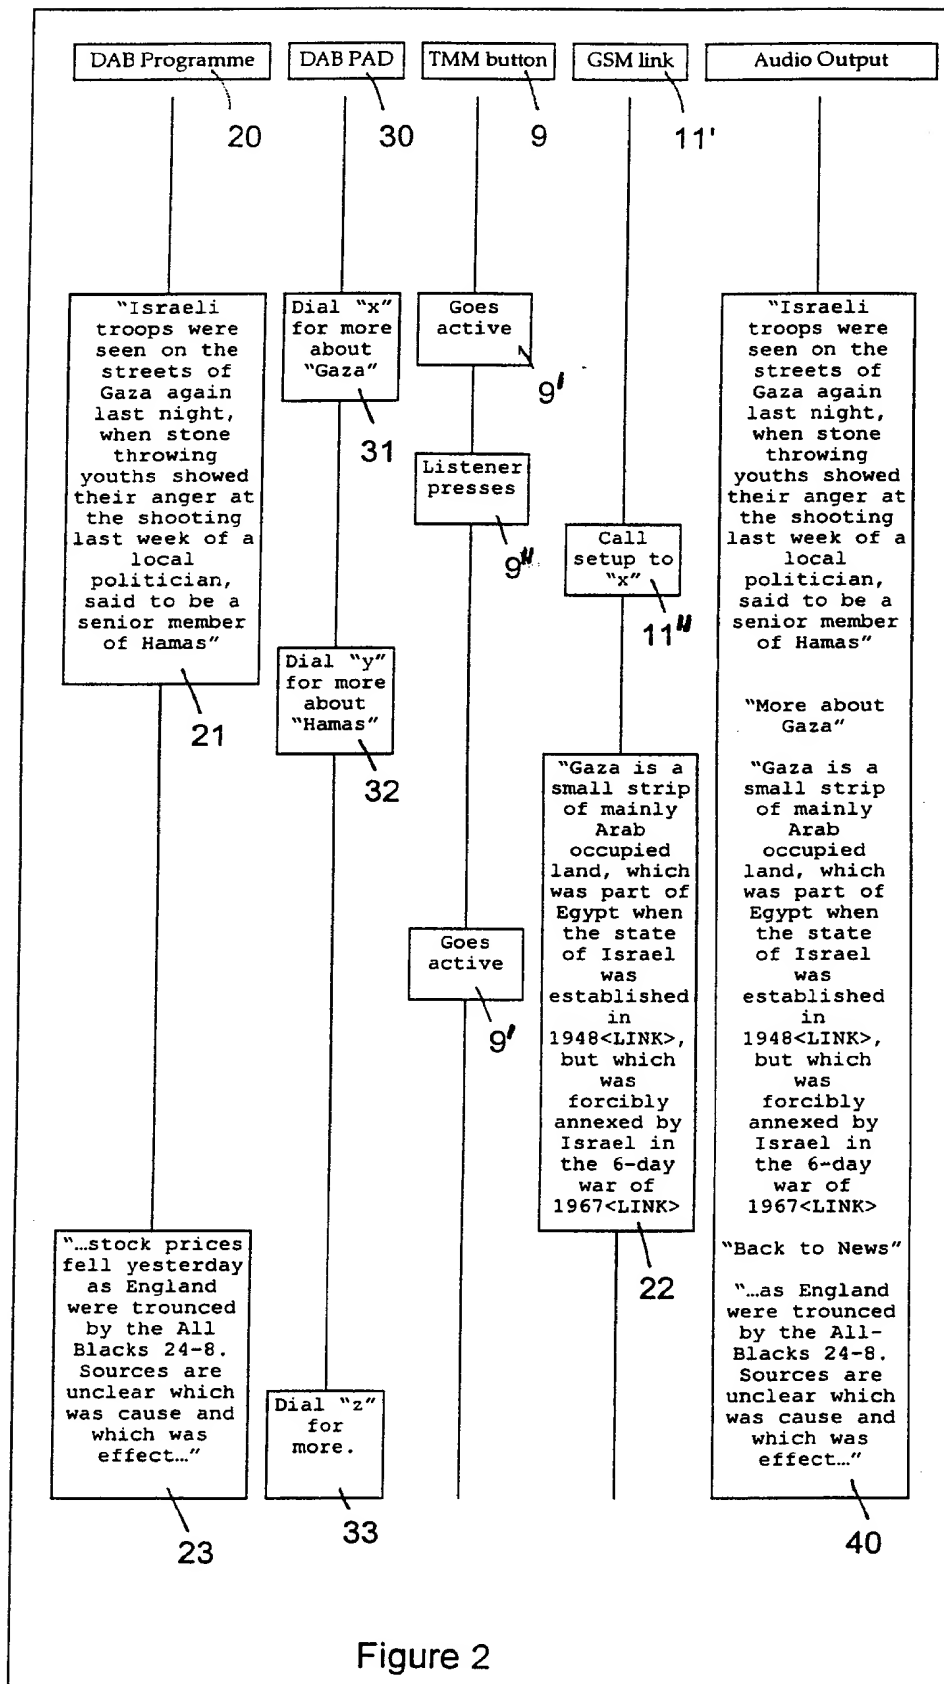 DAB Programme
DAB PAD
TMM button
GSM link
Audio Output
20
30
9
11'
"Israeli
troops were
seen on the
streets of
Gaza again
last night,
when stone
throwing
youths showed
their anger at
the shooting
last week of a
local
politician,
said to be a
senior member
of Hamas"
21
Dial "x"
for more
about
"Gaza"
31
Goes
active
9'
Listener
presses
9"
Call
setup to
"x"
11"
Dial "y"
for more
about
"Hamas"
32
"Gaza is a
small strip
of mainly
Arab
occupied
land, which
was part of
Egypt when
the state
of Israel
was
established
in
1948<LINK>,
but which
was
forcibly
annexed by
Israel in
the 6-day
war of
1967<LINK>
22
Goes
active
9'
"…stock prices
fell yesterday
as England
were trounced
by the All
Blacks 24-8.
Sources are
unclear which
was cause and
which was
effect…"
23
Dial "z"
for
more.
33
"Israeli
troops were
seen on the
streets of
Gaza again
last night,
when stone
throwing
youths showed
their anger at
the shooting
last week of a
local
politician,
said to be a
senior member
of Hamas"
"More about
Gaza"
"Gaza is a
small strip
of mainly
Arab
occupied
land, which
was part of
Egypt when
the state
of Israel
was
established
in
1948<LINK>,
but which
was
forcibly
annexed by
Israel in
the 6-day
war of
1967<LINK>
"Back to News"
"…as England
were trounced
by the All-
Blacks 24-8.
Sources are
unclear which
was cause and
which was
effect…"
40
Figure 2